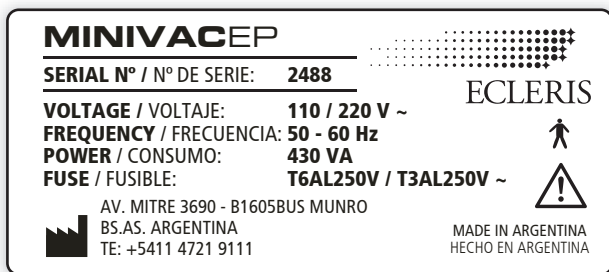 MINIVACEP
SERIAL Nº / Nº DE SERIE: 2488
ECLERIS
VOLTAGE / VOLTAJE: 110 / 220 V ~
FREQUENCY / FRECUENCIA: 50 - 60 Hz
POWER / CONSUMO: 430 VA
FUSE / FUSIBLE: T6AL250V / T3AL250V ~
AV. MITRE 3690 - B1605BUS MUNRO
BS.AS. ARGENTINA
TE: +5411 4721 9111
MADE IN ARGENTINA
HECHO EN ARGENTINA